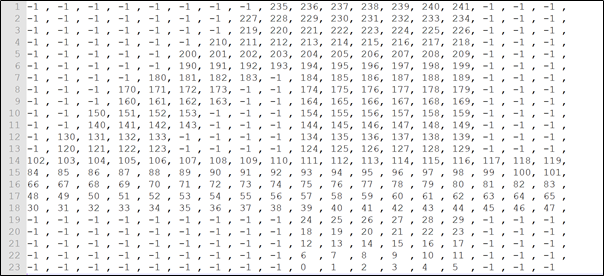 1 -1 , -1 , -1 , -1 , -1 , -1 , -1 , -1 , 235, 236, 237, 238, 239, 240, 241, -1 , -1 , -1 ,
2 -1 , -1 , -1 , -1 , -1 , -1 , -1 , 227, 228, 229, 230, 231, 232, 233, 234, -1 , -1 , -1 ,
3 -1 , -1 , -1 , -1 , -1 , -1 , -1 , 219, 220, 221, 222, 223, 224, 225, 226, -1 , -1 , -1 ,
4 -1 , -1 , -1 , -1 , -1 , -1 , 210, 211, 212, 213, 214, 215, 216, 217, 218, -1 , -1 , -1 ,
5 -1 , -1 , -1 , -1 , -1 , 200, 201, 202, 203, 204, 205, 206, 207, 208, 209, -1 , -1 , -1 ,
6 -1 , -1 , -1 , -1 , -1 , 190, 191, 192, 193, 194, 195, 196, 197, 198, 199, -1 , -1 , -1 ,
7 -1 , -1 , -1 , -1 , 180, 181, 182, 183, -1 , 184, 185, 186, 187, 188, 189, -1 , -1 , -1 ,
8 -1 , -1 , -1 , 170, 171, 172, 173, -1 , -1 , 174, 175, 176, 177, 178, 179, -1 , -1 , -1 ,
9 -1 , -1 , -1 , 160, 161, 162, 163, -1 , -1 , 164, 165, 166, 167, 168, 169, -1 , -1 , -1 ,
10 -1 , -1 , 150, 151, 152, 153, -1 , -1 , -1 , 154, 155, 156, 157, 158, 159, -1 , -1 , -1 ,
11 -1 , -1 , 140, 141, 142, 143, -1 , -1 , -1 , 144, 145, 146, 147, 148, 149, -1 , -1 , -1 ,
12 -1 , 130, 131, 132, 133, -1 , -1 , -1 , -1 , 134, 135, 136, 137, 138, 139, -1 , -1 , -1 ,
13 -1 , 120, 121, 122, 123, -1 , -1 , -1 , -1 , 124, 125, 126, 127, 128, 129, -1 , -1 , -1 ,
14 102, 103, 104, 105, 106, 107, 108, 109, 110, 111, 112, 113, 114, 115, 116, 117, 118, 119,
15 84 , 85 , 86 , 87 , 88 , 89 , 90 , 91 , 92 , 93 , 94 , 95 , 96 , 97 , 98 , 99 , 100, 101,
16 66 , 67 , 68 , 69 , 70 , 71 , 72 , 73 , 74 , 75 , 76 , 77 , 78 , 79 , 80 , 81 , 82 , 83 ,
17 48 , 49 , 50 , 51 , 52 , 53 , 54 , 55 , 56 , 57 , 58 , 59 , 60 , 61 , 62 , 63 , 64 , 65 ,
18 30 , 31 , 32 , 33 , 34 , 35 , 36 , 37 , 38 , 39 , 40 , 41 , 42 , 43 , 44 , 45 , 46 , 47 ,
19 -1 , -1 , -1 , -1 , -1 , -1 , -1 , -1 , -1 , 24 , 25 , 26 , 27 , 28 , 29 , -1 , -1 , -1 ,
20 -1 , -1 , -1 , -1 , -1 , -1 , -1 , -1 , -1 , 18 , 19 , 20 , 21 , 22 , 23 , -1 , -1 , -1 ,
21 -1 , -1 , -1 , -1 , -1 , -1 , -1 , -1 , -1 , 12 , 13 , 14 , 15 , 16 , 17 , -1 , -1 , -1 ,
22 -1 , -1 , -1 , -1 , -1 , -1 , -1 , -1 , -1 , 6 , 7 , 8 , 9 , 10 , 11 , -1 , -1 , -1 ,
23 -1 , -1 , -1 , -1 , -1 , -1 , -1 , -1 , -1 , 0 , 1 , 2 , 3 , 4 , 5 , -1 , -1 , -1 ,